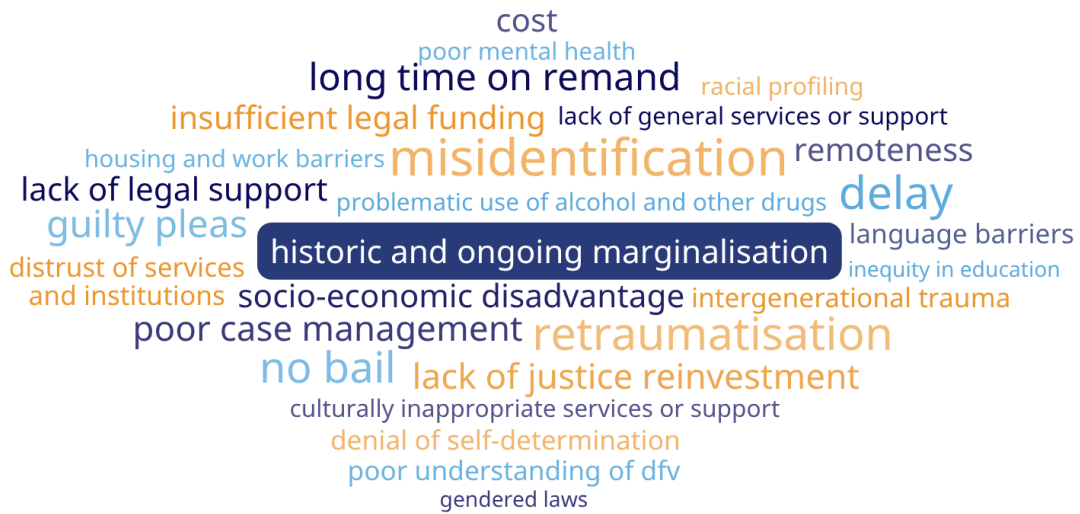 cost
poor mental health
long time on remand
racial profiling
insufficient legal funding
lack of general services or support
housing and work barriers
misidentification
remoteness
lack of legal support
problematic use of alcohol and other drugs
delay
guilty pleas
historic and ongoing marginalisation
language barriers
distrust of services
and institutions
inequity in education
socio-economic disadvantage
intergenerational trauma
poor case management
retraumatisation
no bail
lack of justice reinvestment
culturally inappropriate services or support
denial of self-determination
poor understanding of dfv
gendered laws